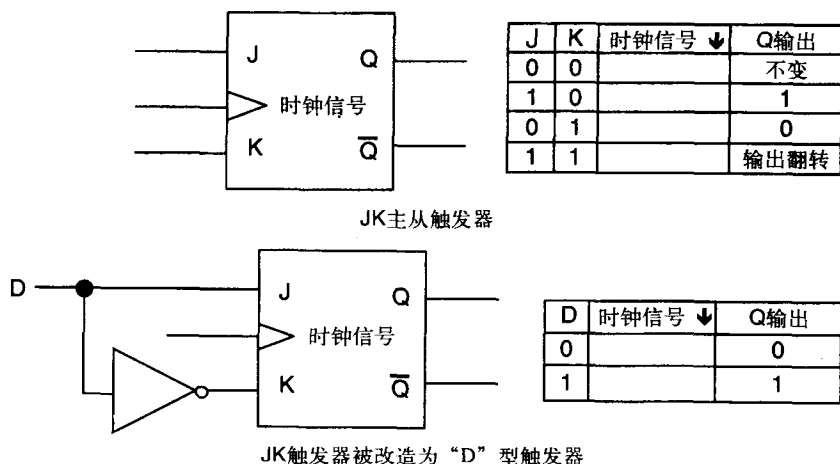 J
Q
时钟信号
K
Q̅
J K 时钟信号↓ Q输出
0 0 不变
1 0 1
0 1 0
1 1 输出翻转
JK主从触发器
D
J
Q
时钟信号
K
Q̅
D 时钟信号↓ Q输出
0 0
1 1
JK触发器被改造为“D”型触发器